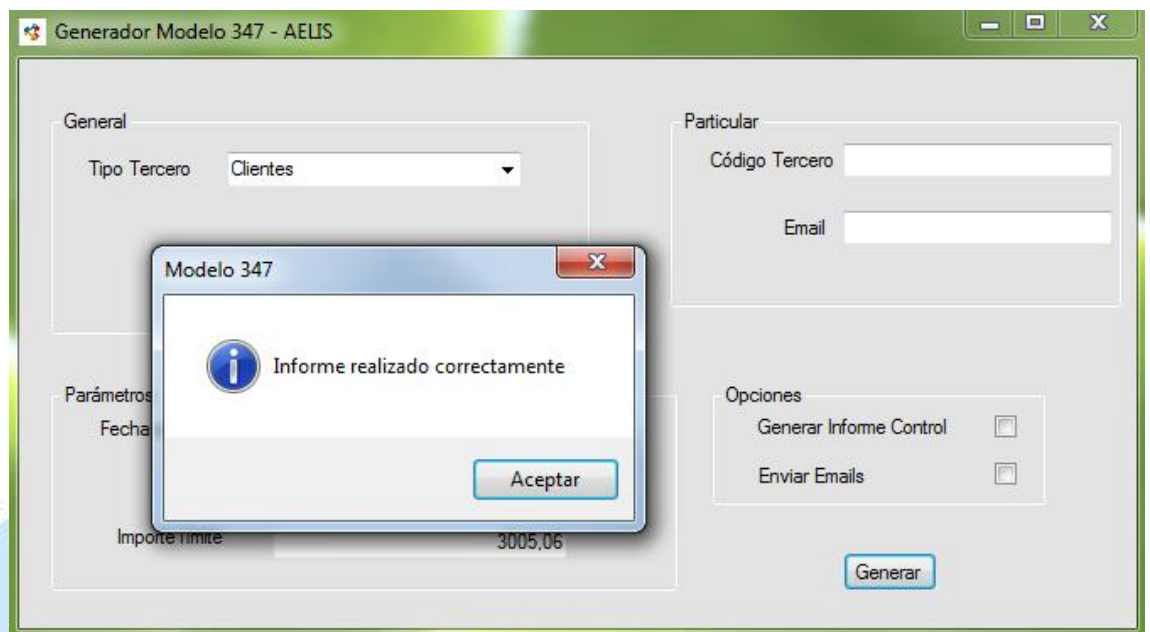 Generador Modelo 347 - AELIS
General
Tipo Tercero Clientes
Particular
Código Tercero
Email
Modelo 347
Informe realizado correctamente
Aceptar
Parámetros
Fecha
Importe límite 3005,06
Opciones
Generar Informe Control
Enviar Emails
Generar